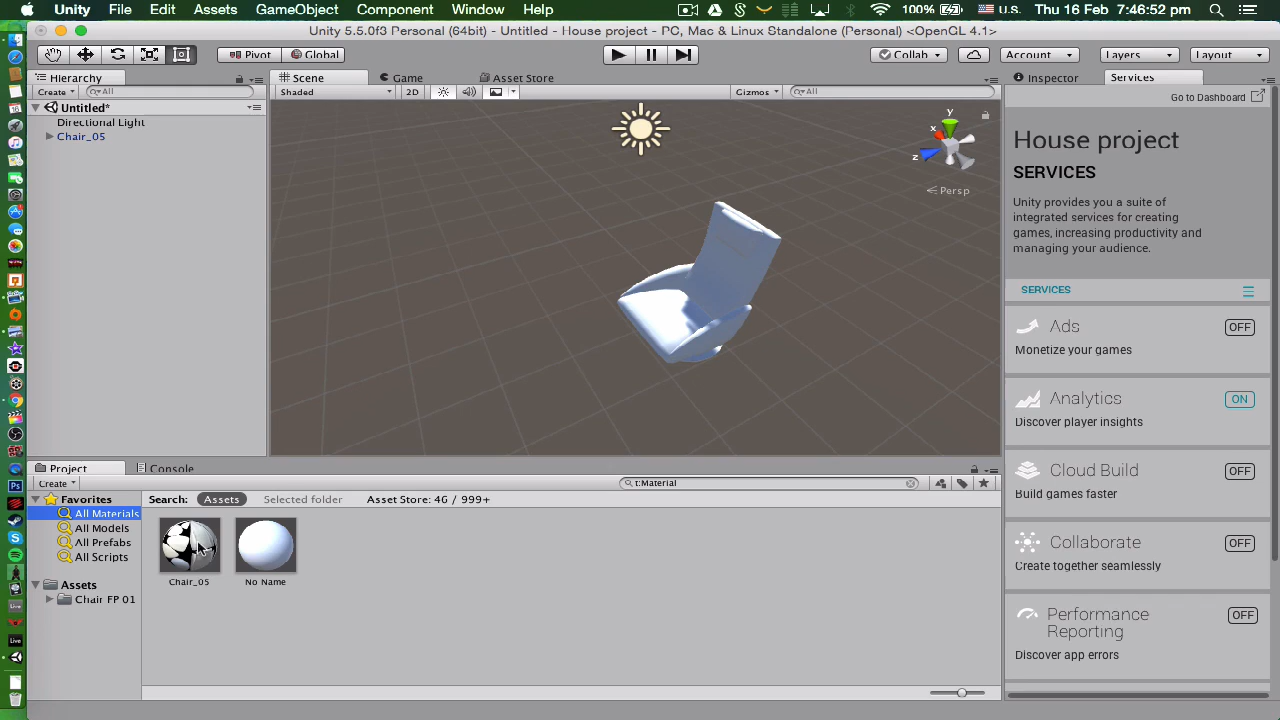 Unity File Edit Assets GameObject Component Window Help 100% U.S. Thu 16 Feb 7:46:52 pm
Unity 5.5.0f3 Personal (64bit) - Untitled - House project - PC, Mac & Linux Standalone (Personal) <OpenGL 4.1>
Pivot Global Collab Account Layers Layout
Hierarchy Scene Game Asset Store Inspector Services
Create All Shaded 2D Gizmos All Go to Dashboard
Untitled*
Directional Light
Chair_05
y
x
z
Persp
House project
SERVICES
Unity provides you a suite of
integrated services for creating
games, increasing productivity and
managing your audience.
SERVICES
Ads OFF
Monetize your games
Analytics ON
Discover player insights
Cloud Build OFF
Build games faster
Collaborate OFF
Create together seamlessly
Performance
Reporting OFF
Discover app errors
Project Console
Create t:Material
Favorites Search: Assets Selected folder Asset Store: 46 / 999+
All Materials
All Models
All Prefabs
All Scripts
Assets
Chair FP 01
Chair_05 No Name